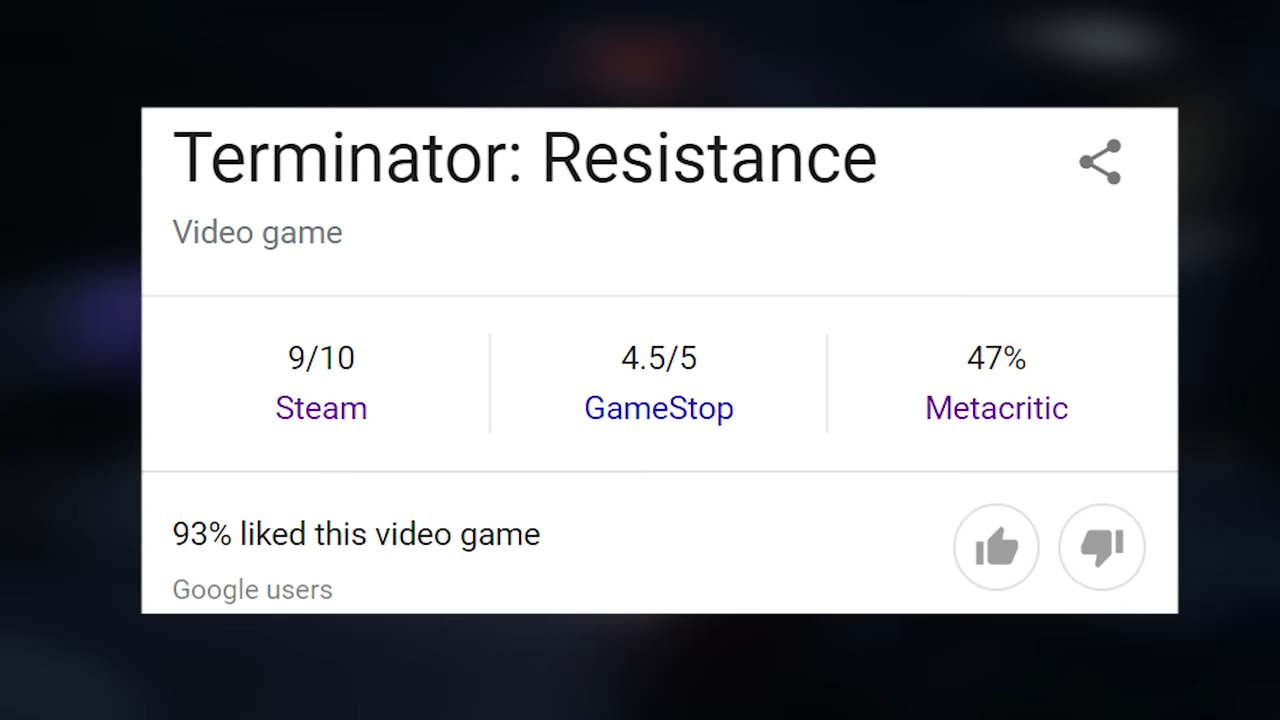 Terminator: Resistance
Video game
9/10
Steam
4.5/5
GameStop
47%
Metacritic
93% liked this video game
Google users